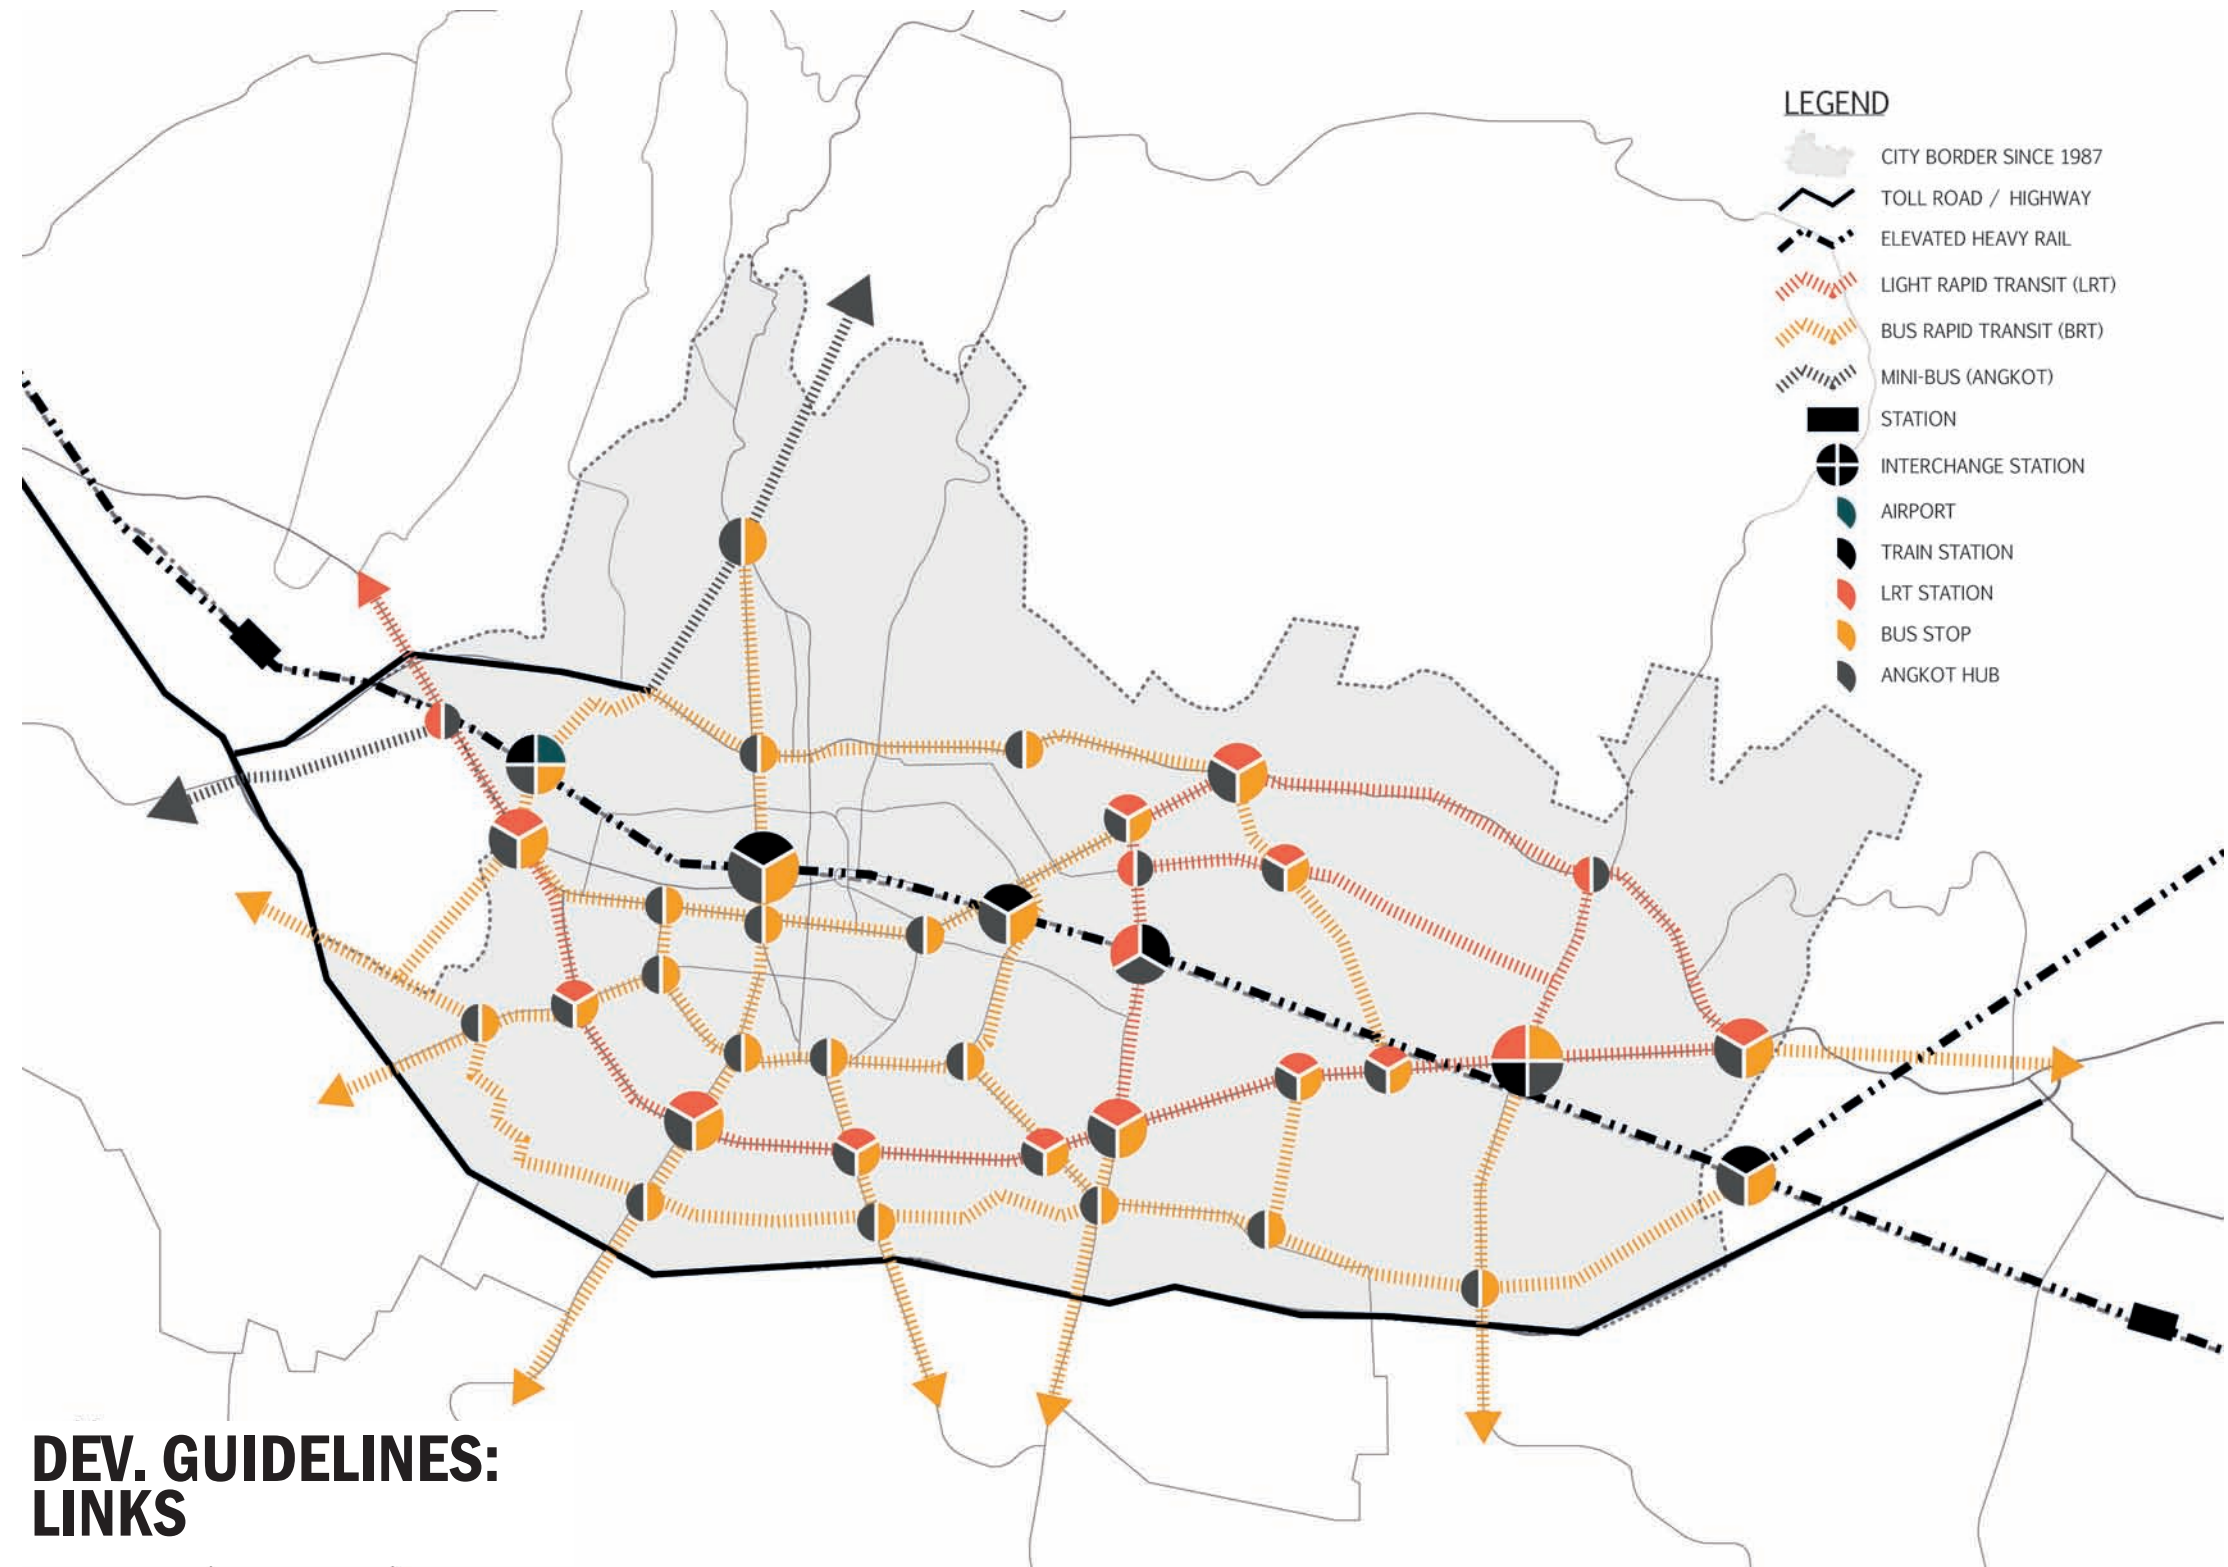 LEGEND
CITY BORDER SINCE 1987
TOLL ROAD / HIGHWAY
ELEVATED HEAVY RAIL
LIGHT RAPID TRANSIT (LRT)
BUS RAPID TRANSIT (BRT)
MINI-BUS (ANGKOT)
STATION
INTERCHANGE STATION
AIRPORT
TRAIN STATION
LRT STATION
BUS STOP
ANGKOT HUB
DEV. GUIDELINES:
LINKS